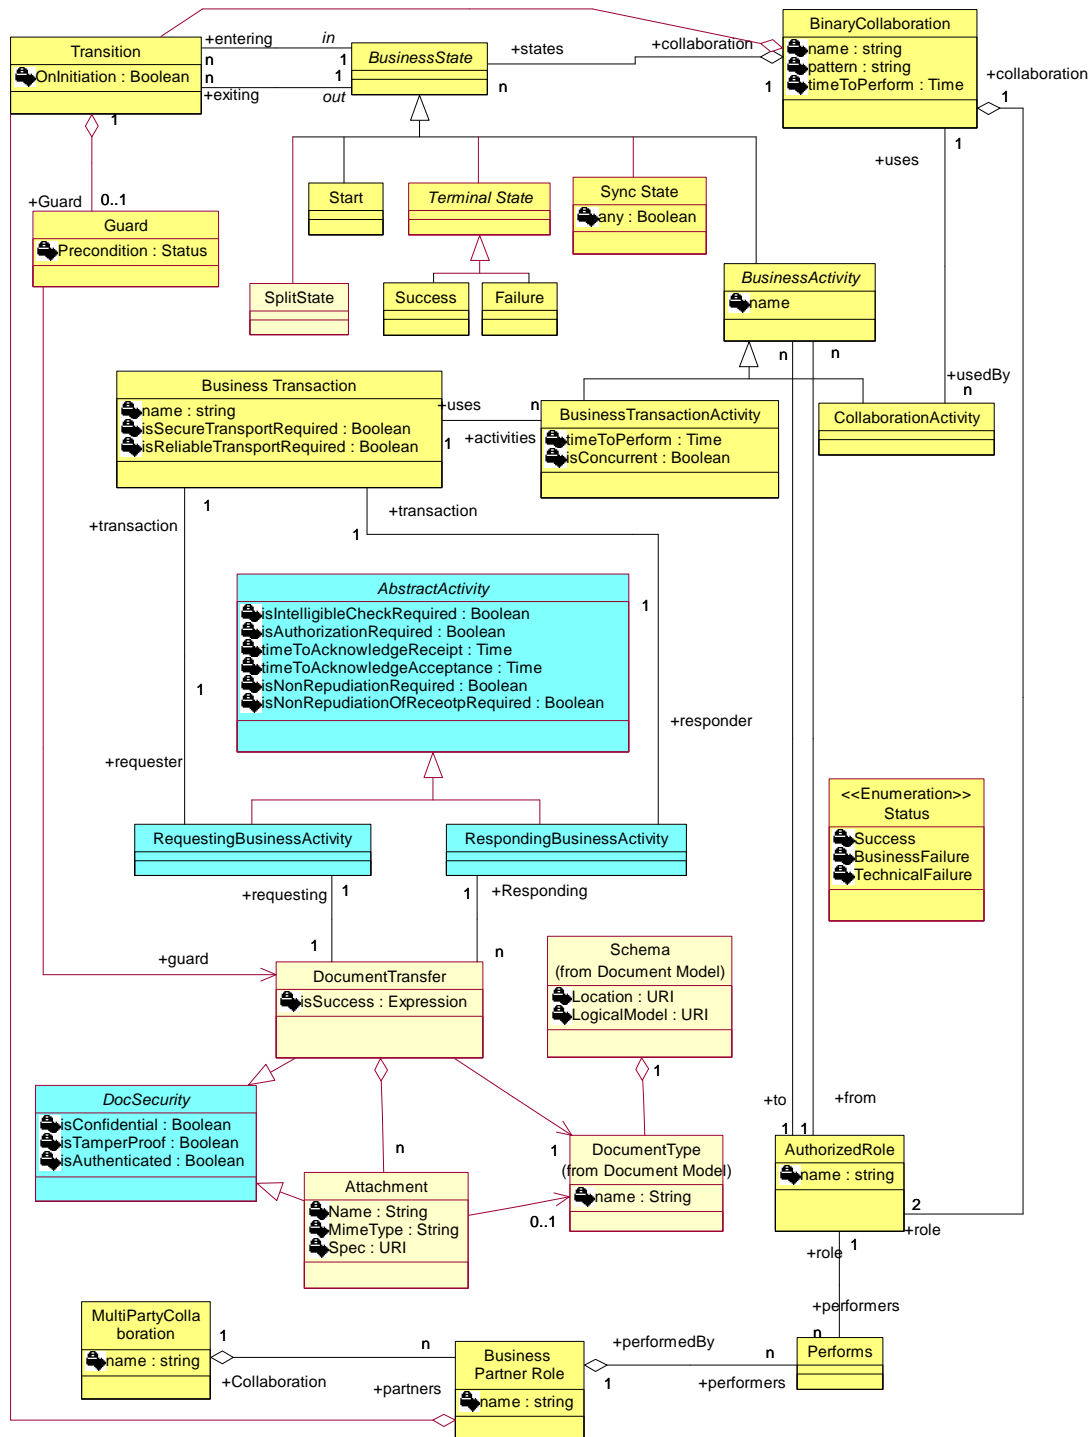 BinaryCollaboration
name : string
pattern : string
timeToPerform : Time
Transition
OnInitiation : Boolean
+entering
in
n
1
n
1
+exiting
out
BusinessState
+states
n
+collaboration
1
+collaboration
1
1
+uses
1
+Guard
0..1
Guard
Precondition : Status
Start
Terminal State
Sync State
any : Boolean
SplitState
Success
Failure
BusinessActivity
name
n
n
+usedBy
n
CollaborationActivity
Business Transaction
name : string
isSecureTransportRequired : Boolean
isReliableTransportRequired : Boolean
+uses
n
1
+activities
BusinessTransactionActivity
timeToPerform : Time
isConcurrent : Boolean
1
+transaction
+transaction
1
AbstractActivity
isIntelligibleCheckRequired : Boolean
isAuthorizationRequired : Boolean
timeToAcknowledgeReceipt : Time
timeToAcknowledgeAcceptance : Time
isNonRepudiationRequired : Boolean
isNonRepudiationOfReceotpRequired : Boolean
1
1
+responder
+requester
RequestingBusinessActivity
RespondingBusinessActivity
<<Enumeration>>
Status
Success
BusinessFailure
TechnicalFailure
+requesting
1
1
+Responding
1
n
+guard
DocumentTransfer
isSuccess : Expression
Schema
(from Document Model)
Location : URI
LogicalModel : URI
1
DocSecurity
isConfidential : Boolean
isTamperProof : Boolean
isAuthenticated : Boolean
n
1
DocumentType
(from Document Model)
name : String
0..1
Attachment
Name : String
MimeType : String
Spec : URI
+to
+from
1
1
AuthorizedRole
name : string
2
+role
+role
1
+performers
n
Performs
MultiPartyColla
boration
name : string
1
n
+Collaboration
+partners
Business
Partner Role
name : string
+performedBy
n
1
+performers